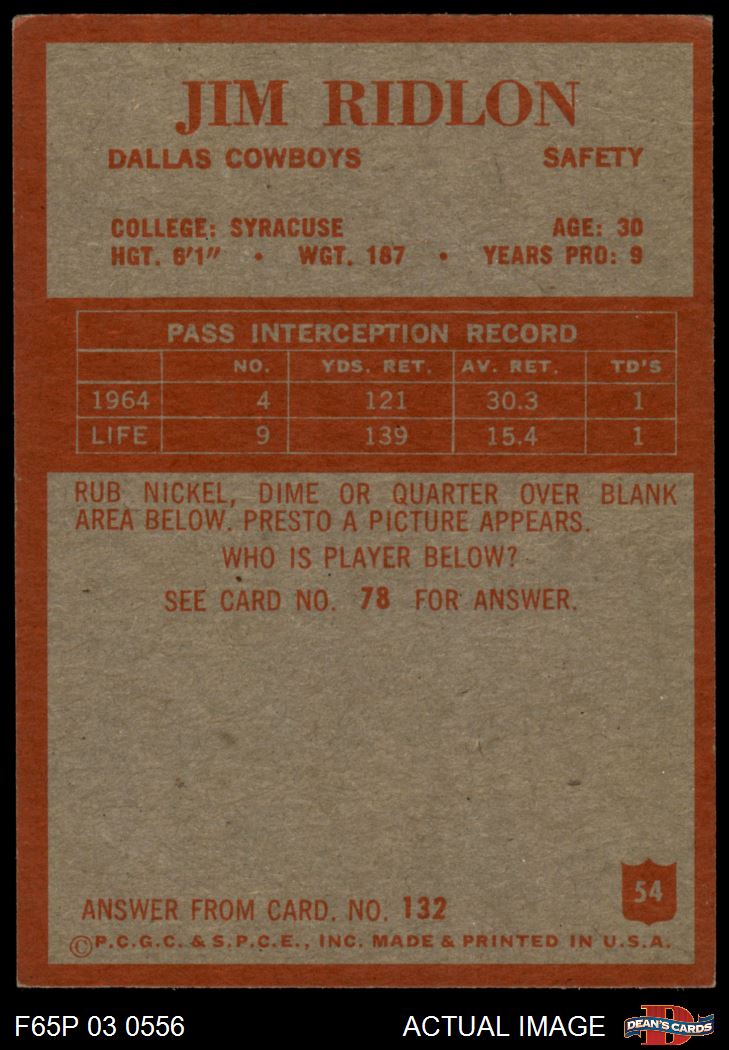 JIM RIDLON
DALLAS COWBOYS SAFETY
COLLEGE: SYRACUSE AGE: 30
HGT. 6'1" • WGT. 187 • YEARS PRO: 9
PASS INTERCEPTION RECORD
NO. YDS. RET. AV. RET. TD'S
1964 4 121 30.3 1
LIFE 9 139 15.4 1
RUB NICKEL, DIME OR QUARTER OVER BLANK
AREA BELOW. PRESTO A PICTURE APPEARS.
WHO IS PLAYER BELOW?
SEE CARD NO. 78 FOR ANSWER.
54
ANSWER FROM CARD. NO. 132
©P.C.G.C. & S.P.C.E., INC. MADE & PRINTED IN U.S.A.
F65P 03 0556 ACTUAL IMAGE D DEAN'S CARDS